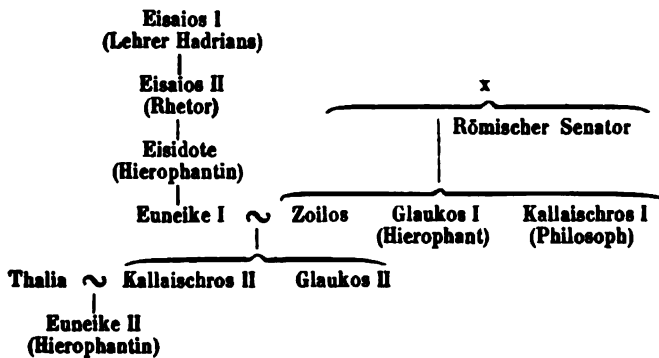 Eisaios I
(Lehrer Hadrians)
Eisaios II
(Rhetor)
x
Römischer Senator
Eisidote
(Hierophantin)
Euneike I ~ Zoilos Glaukos I Kallaischros I
(Hierophant) (Philosoph)
Thalia ~ Kallaischros II Glaukos II
Euneike II
(Hierophantin)